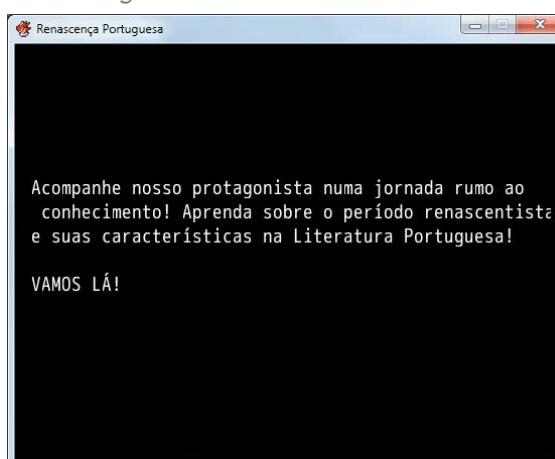 Renascença Portuguesa
Acompanhe nosso protagonista numa jornada rumo ao
conhecimento! Aprenda sobre o período renascentista
e suas características na Literatura Portuguesa!
VAMOS LÁ!